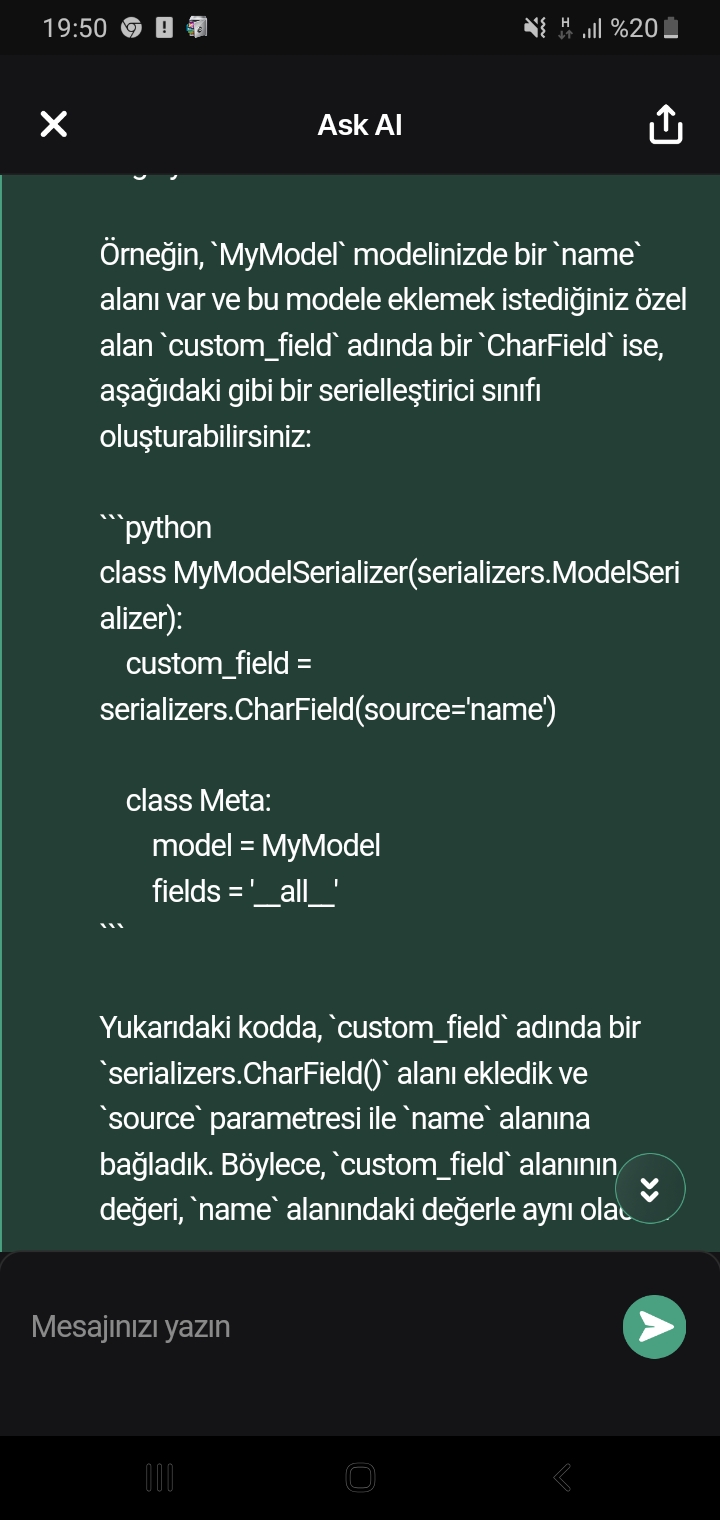 19:50
H
%20
Ask AI
Örneğin, `MyModel` modelinizde bir `name`
alanı var ve bu modele eklemek istediğiniz özel
alan `custom_field` adında bir `CharField` ise,
aşağıdaki gibi bir serielleştirici sınıfı
oluşturabilirsiniz:
```python
class MyModelSerializer(serializers.ModelSeri
alizer):
custom_field =
serializers.CharField(source='name')
class Meta:
model = MyModel
fields = '__all__'
```
Yukarıdaki kodda, `custom_field` adında bir
`serializers.CharField()` alanı ekledik ve
`source` parametresi ile `name` alanına
bağladık. Böylece, `custom_field` alanının
değeri, `name` alanındaki değerle aynı
Mesajınızı yazın